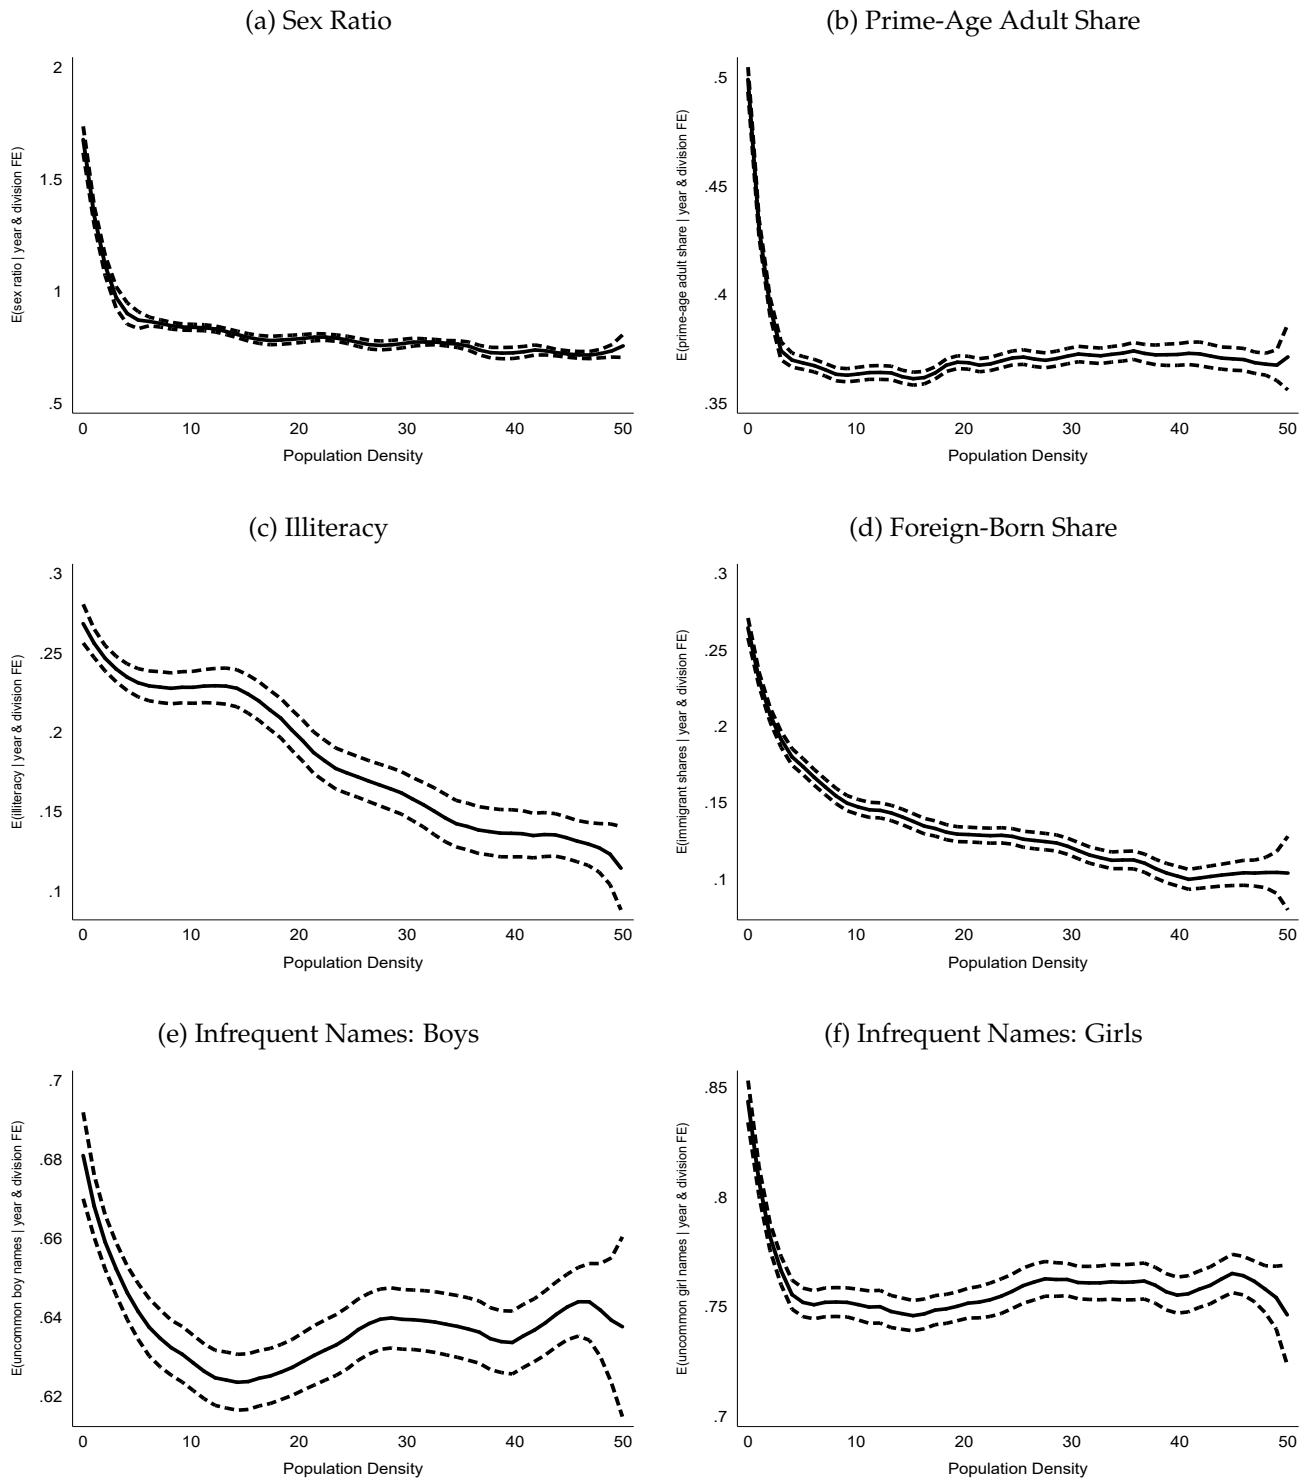 (a) Sex Ratio
E(sex ratio | year & division FE)
2
1.5
1
.5
0 10 20 30 40 50
Population Density
(b) Prime-Age Adult Share
E(prime-age adult share | year & division FE)
.5
.45
.4
.35
0 10 20 30 40 50
Population Density
(c) Illiteracy
E(illiteracy | year & division FE)
.3
.25
.2
.15
.1
0 10 20 30 40 50
Population Density
(d) Foreign-Born Share
E(immigrant shares | year & division FE)
.3
.25
.2
.15
.1
0 10 20 30 40 50
Population Density
(e) Infrequent Names: Boys
E(uncommon boy names | year & division FE)
.7
.68
.66
.64
.62
0 10 20 30 40 50
Population Density
(f) Infrequent Names: Girls
E(uncommon girl names | year & division FE)
.85
.8
.75
.7
0 10 20 30 40 50
Population Density